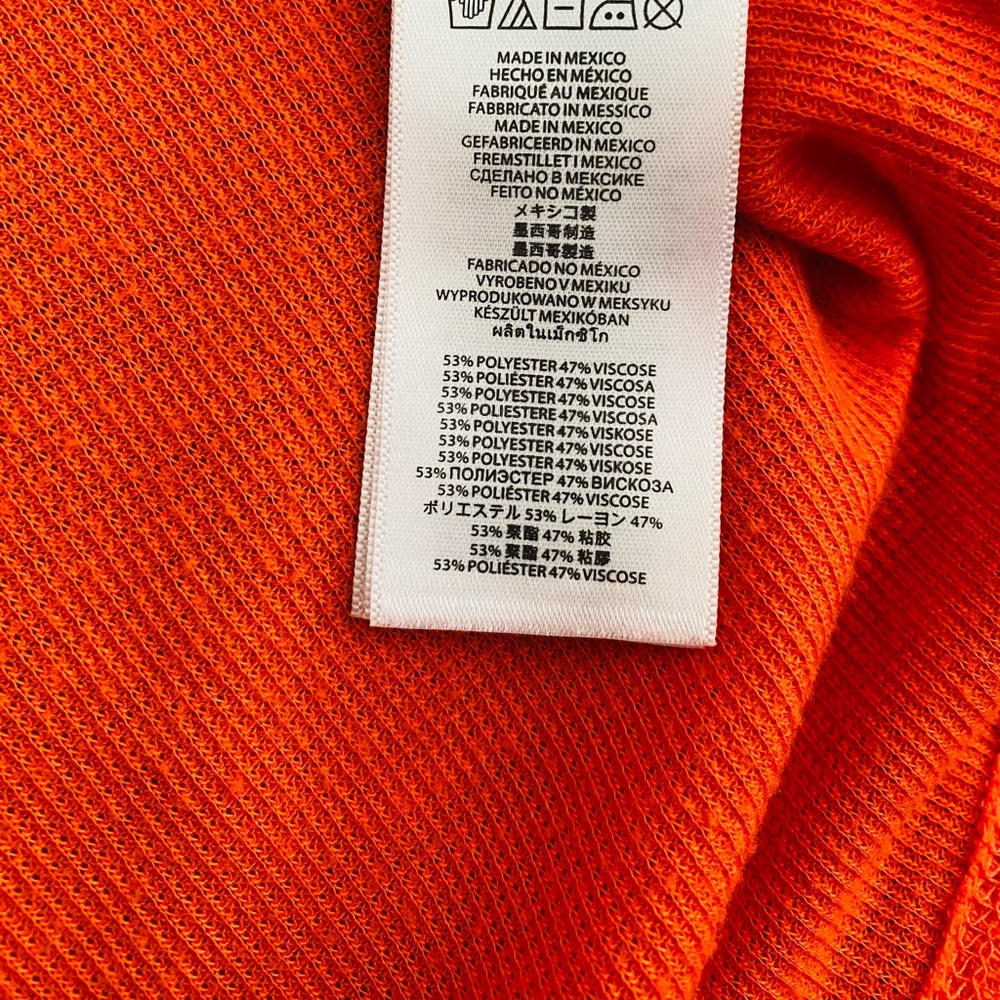 MADE IN MEXICO
HECHO EN MÉXICO
FABRIQUÉ AU MEXIQUE
FABBRICATO IN MESSICO
MADE IN MEXICO
GEFABRICEERD IN MEXICO
FREMSTILLET I MEXICO
СДЕЛАНО В МЕКСИКЕ
FEITO NO MÉXICO
メキシコ製
墨西哥制造
墨西哥製造
FABRICADO NO MÉXICO
VYROBENO V MEXIKU
WYPRODUKOWANO W MEKSYKU
KÉSZÜLT MEXIKÓBAN
ผลิตในเม็กซิโก
53% POLYESTER 47% VISCOSE
53% POLIÉSTER 47% VISCOSA
53% POLYESTER 47% VISCOSE
53% POLIESTERE 47% VISCOSA
53% POLYESTER 47% VISKOSE
53% POLYESTER 47% VISCOSE
53% POLYESTER 47% VISKOSE
53% ПОЛИЭСТЕР 47% ВИСКОЗА
53% POLIÉSTER 47% VISCOSE
ポリエステル 53% レーヨン 47%
53% 聚酯 47% 粘胶
53% 聚酯 47% 粘膠
53% POLIÉSTER 47% VISCOSE